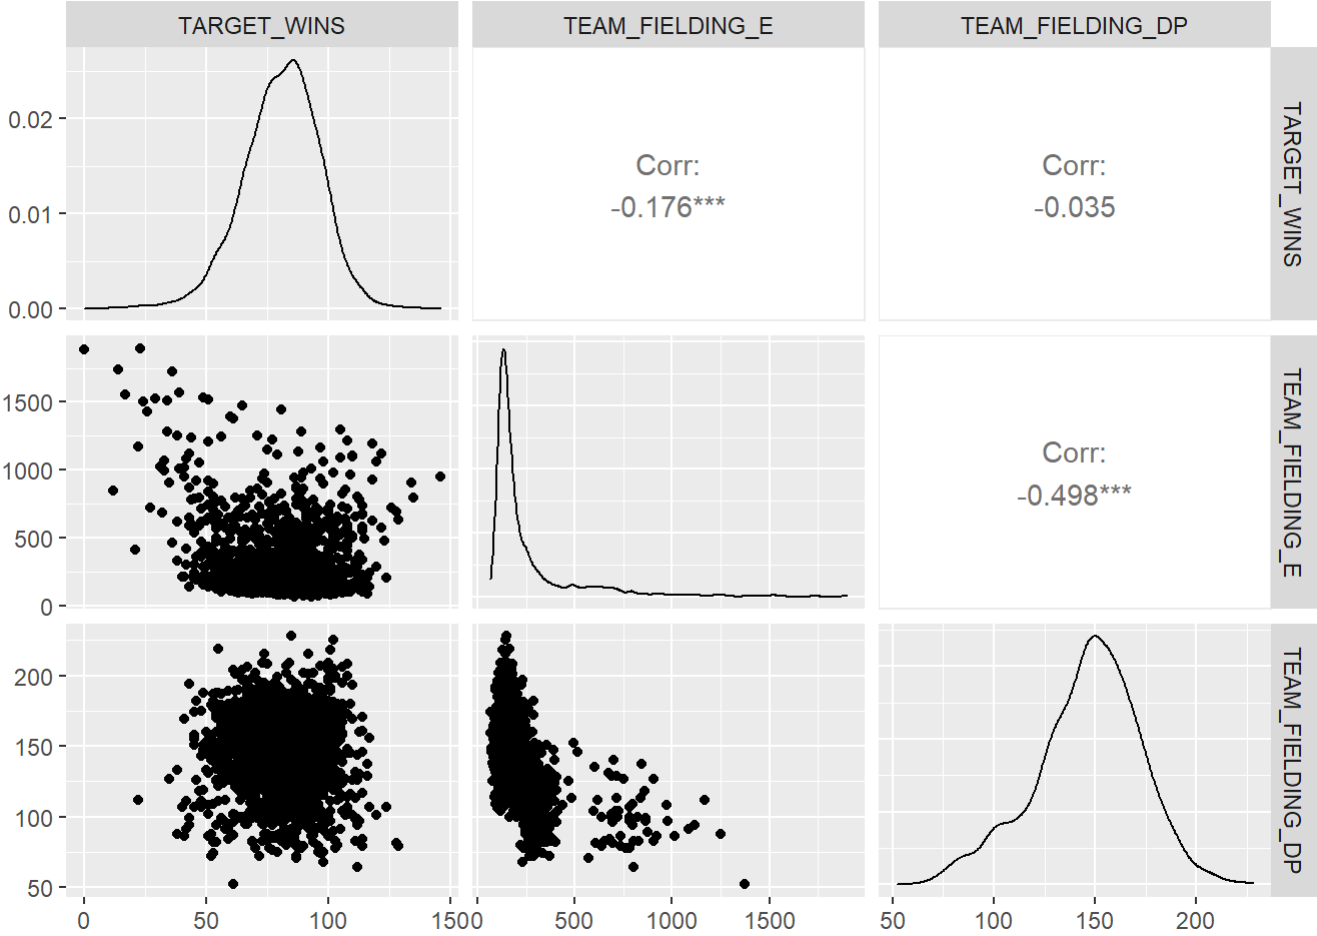 TARGET_WINS
TEAM_FIELDING_E
TEAM_FIELDING_DP
0.02
0.01
0.00
Corr:
-0.176***
Corr:
-0.035
TARGET_WINS
1500
1000
500
0
Corr:
-0.498***
TEAM_FIELDING_E
200
150
100
50
TEAM_FIELDING_DP
0
50
100
150
0
500
1000
1500
50
100
150
200